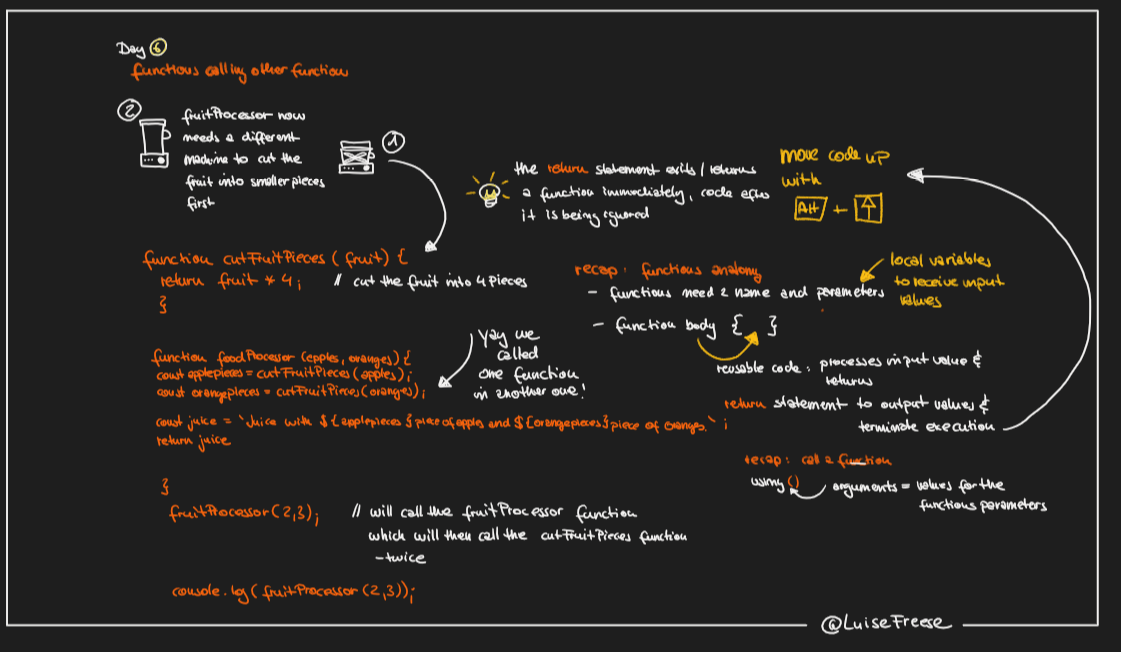 Day 6
functions calling other function
2
fruitProcessor now
needs a different
machine to cut the
fruit into smaller pieces
first
1
the return statement exits / returns
a function immediately, code after
it is being ignored
move code up
with
Alt + ↑
function cutFruitPieces ( fruit) {
return fruit * 4; // cut the fruit into 4 pieces
}
recap: functions analomy
- functions need a name and parameters
local variables
to receive input
values
- function body { }
reusable code: processes input value &
returns
return statement to output values &
terminate execution
function foodProcessor (apples, oranges) {
const applepieces = cutFruitPieces (apples);
const orangepieces = cutFruitPieces(oranges);
Yay we
called
one function
in another one!
const juice = `Juice with ${applepieces} piece of apples and ${orangepieces} piece of oranges.` ;
return juice
}
recap: call a function
using ()
arguments = values for the
functions parameters
fruitProcessor(2,3); // will call the fruitProcessor function
which will then call the cutFruitPieces function
-twice
console.log( fruitProcessor (2,3));
@LuiseFreese